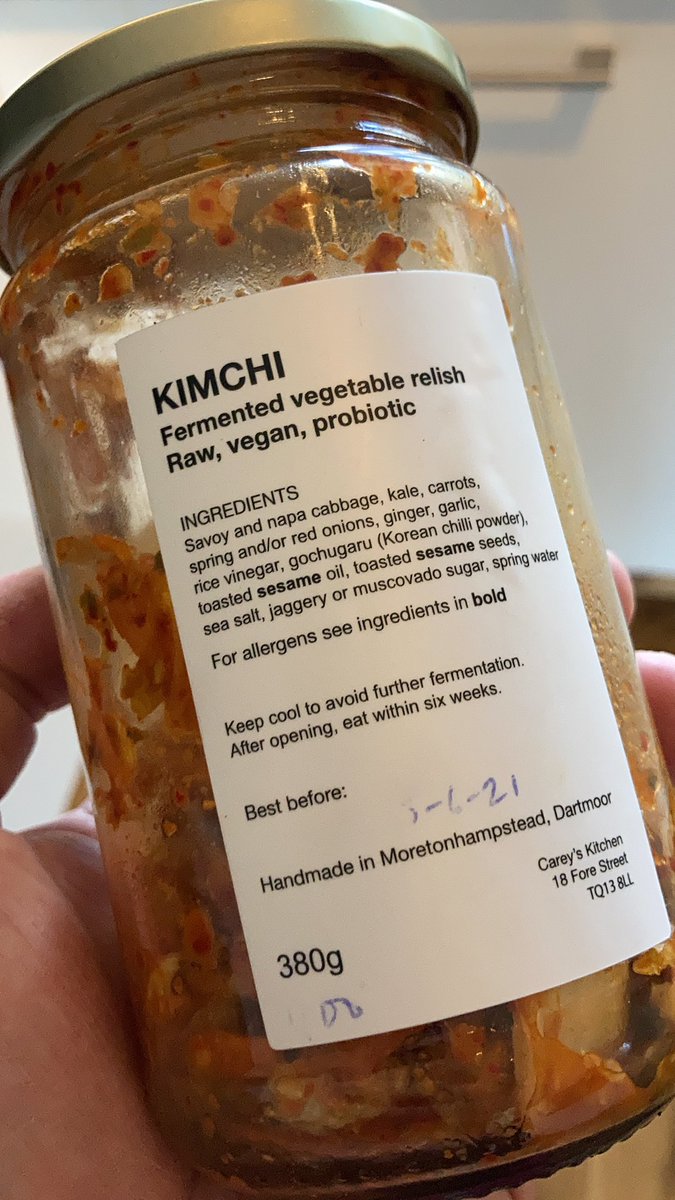 KIMCHI
Fermented vegetable relish
Raw, vegan, probiotic
INGREDIENTS
Savoy and napa cabbage, kale, carrots,
spring and/or red onions, ginger, garlic,
rice vinegar, gochugaru (Korean chilli powder),
toasted sesame oil, toasted sesame seeds,
sea salt, jaggery or muscovado sugar, spring water
For allergens see ingredients in bold
Keep cool to avoid further fermentation.
After opening, eat within six weeks.
Best before:
Handmade in Moretonhampstead, Dartmoor
Carey's Kitchen
18 Fore Street
TQ13 8LL
380g